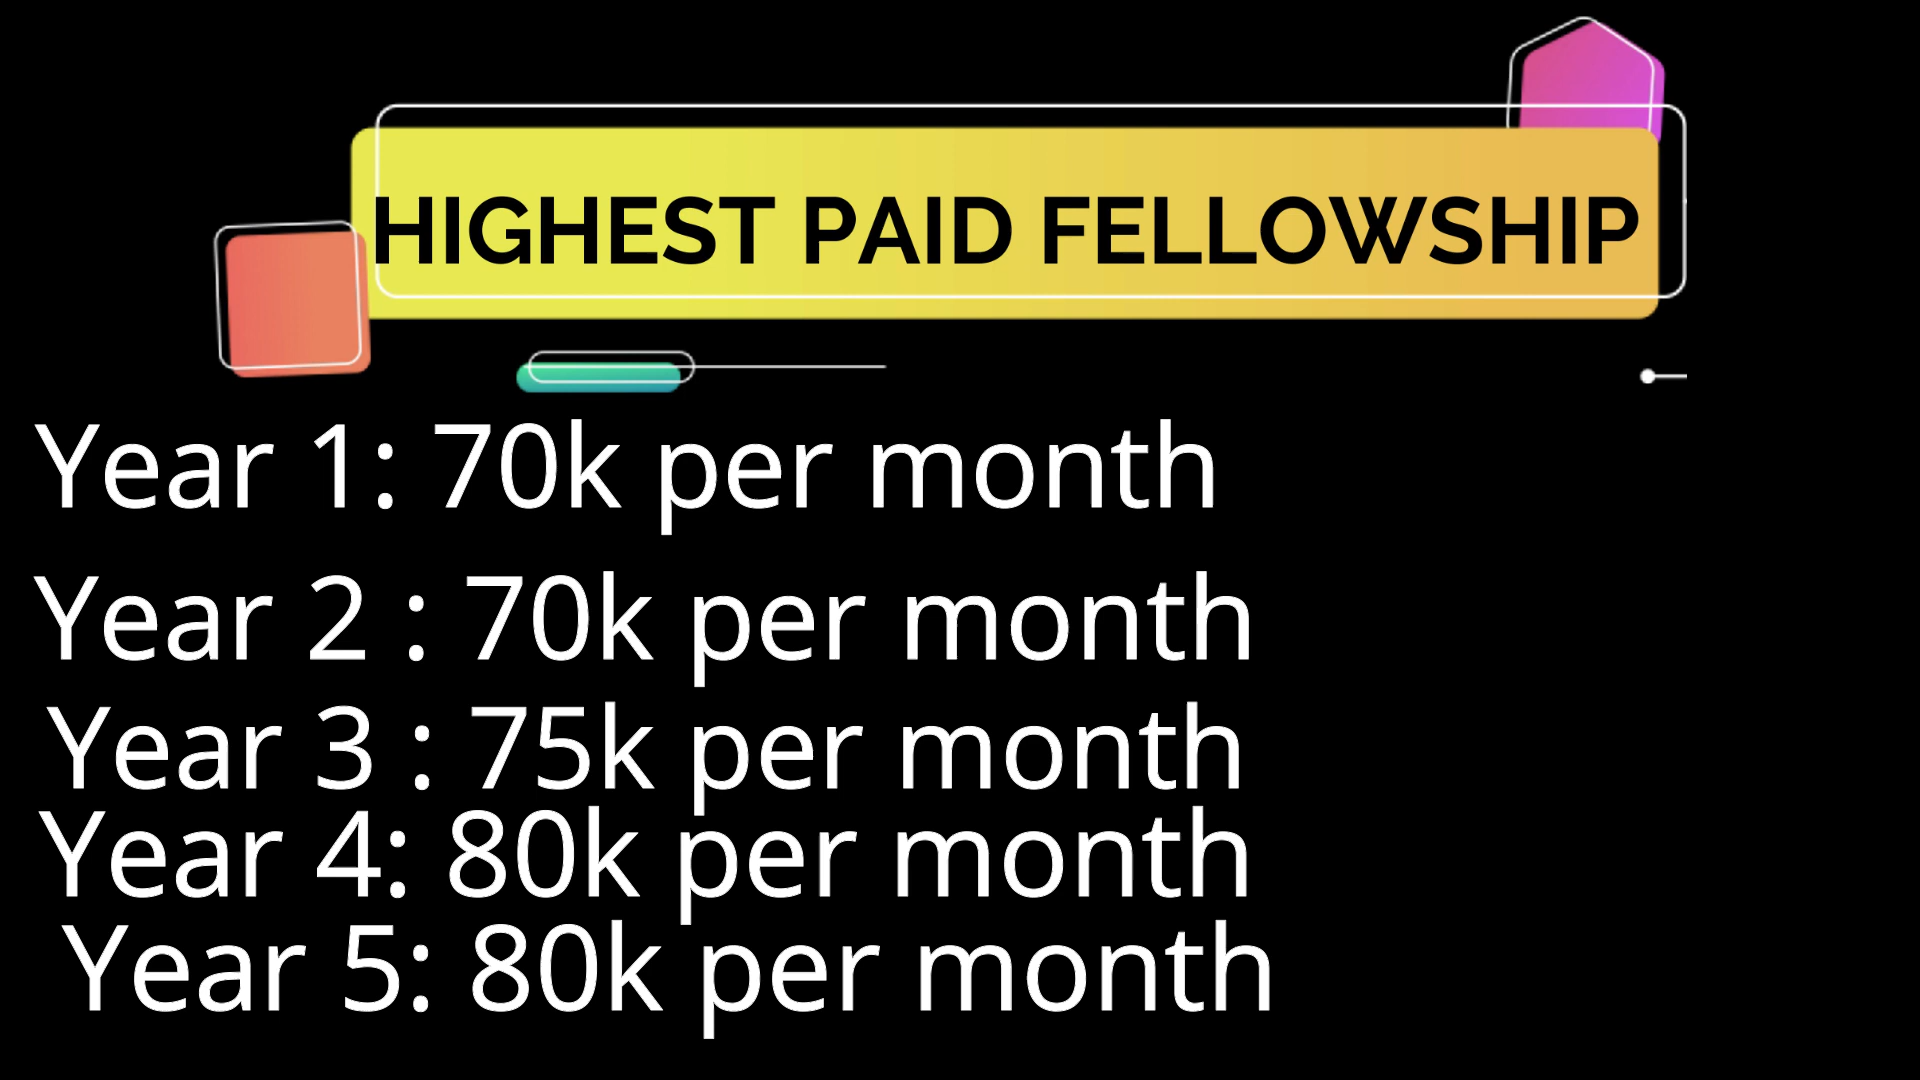 HIGHEST PAID FELLOWSHIP
Year 1: 70k per month
Year 2 : 70k per month
Year 3 : 75k per month
Year 4: 80k per month
Year 5: 80k per month